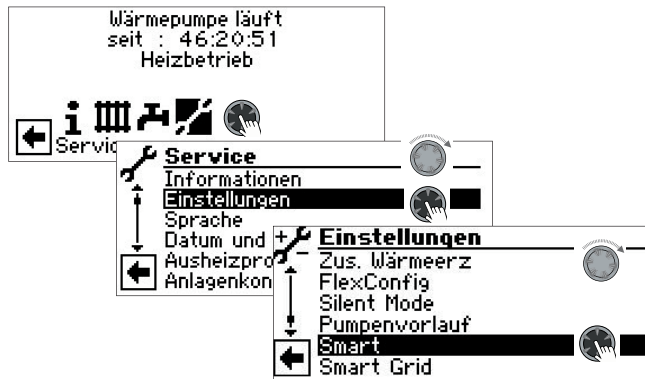 Wärmepumpe läuft
seit : 46:20:51
Heizbetrieb
Service
Informationen
Einstellungen
Sprache
Datum und
Ausheizpro
Anlagenkon
Einstellungen
Zus. Wärmeerz
FlexConfig
Silent Mode
Pumpenvorlauf
Smart
Smart Grid